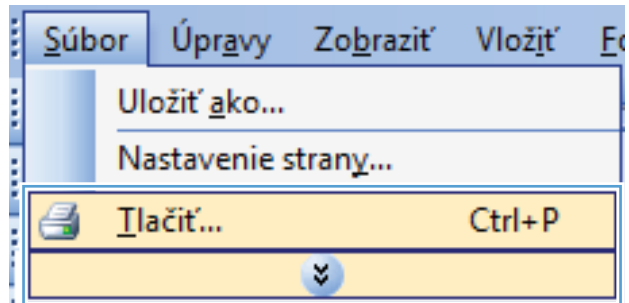 Súbor Úpravy Zobraziť Vložiť
Uložiť ako...
Nastavenie strany...
Tlačiť... Ctrl+P